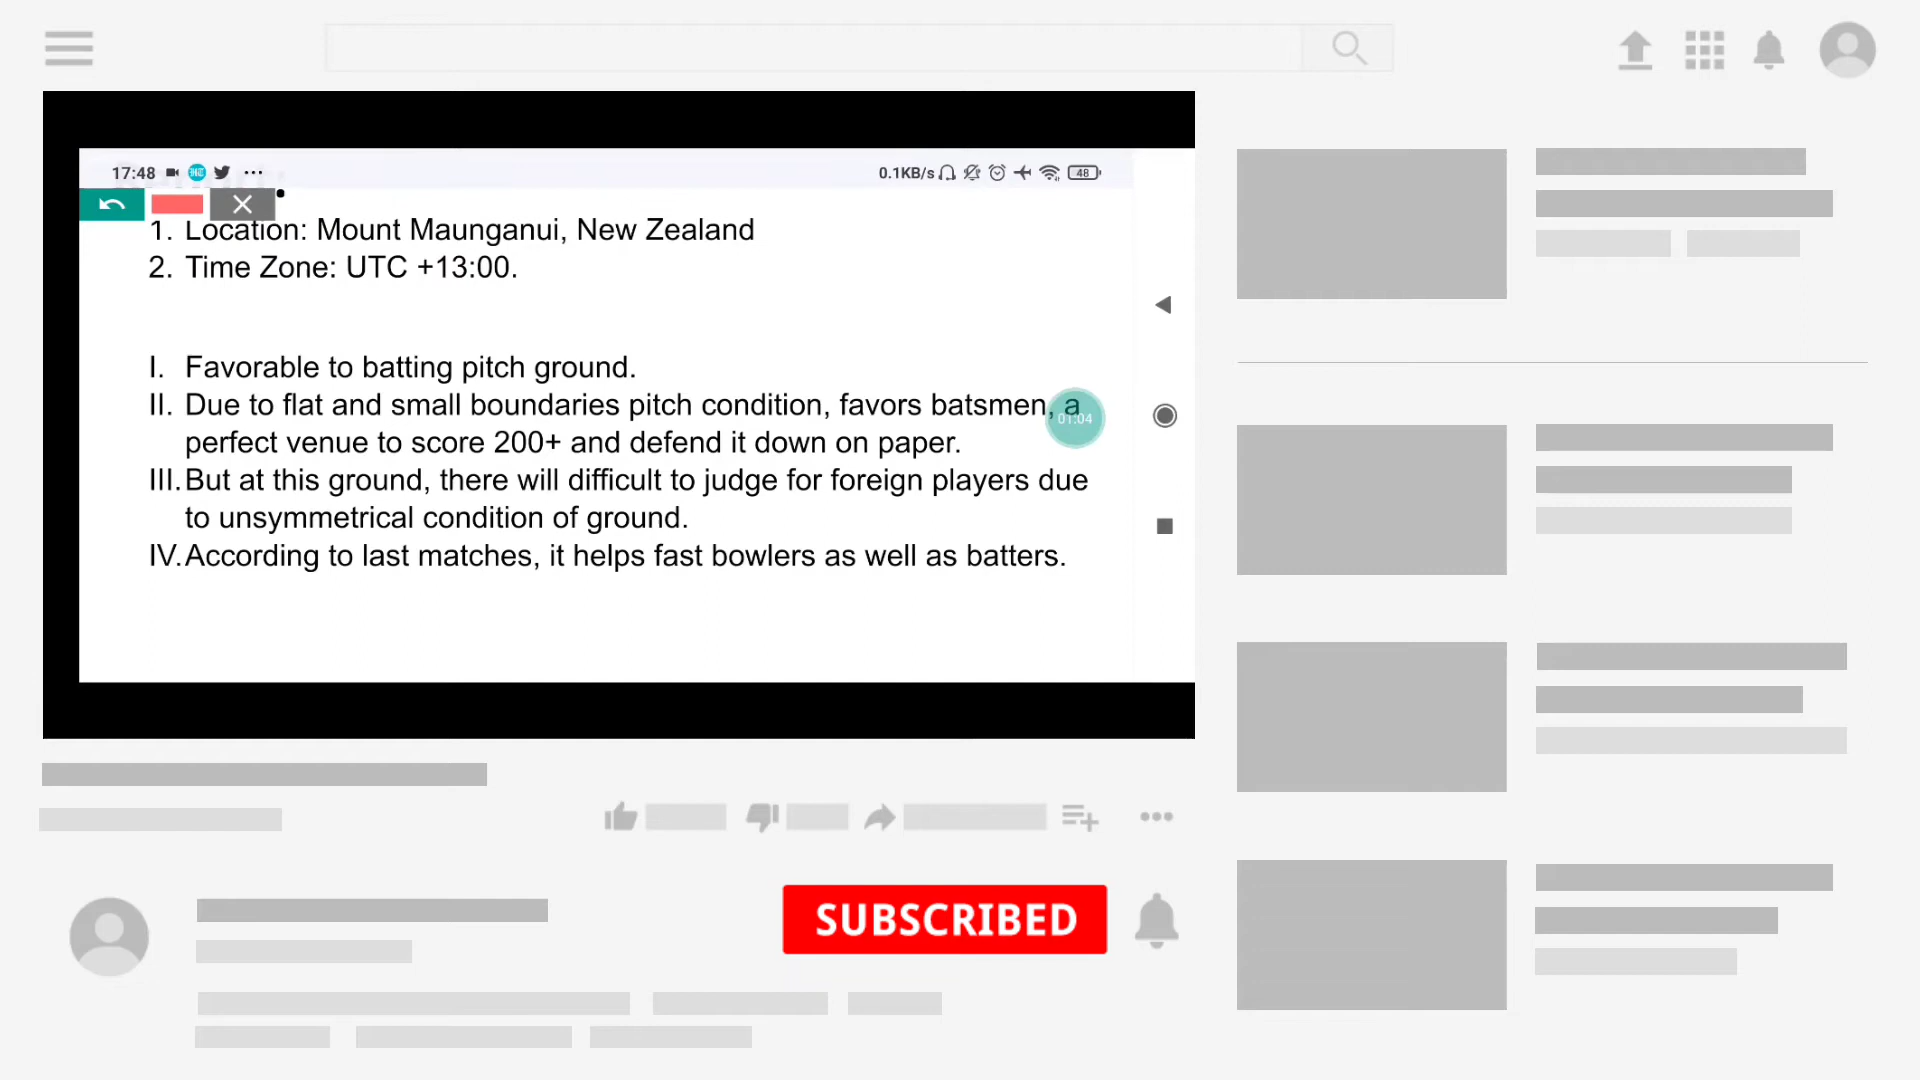 17:48
0.1KB/s
48
1. Location: Mount Maunganui, New Zealand
2. Time Zone: UTC +13:00.
I. Favorable to batting pitch ground.
II. Due to flat and small boundaries pitch condition, favors batsmen, a
01:04
perfect venue to score 200+ and defend it down on paper.
III. But at this ground, there will difficult to judge for foreign players due
to unsymmetrical condition of ground.
IV. According to last matches, it helps fast bowlers as well as batters.
SUBSCRIBED